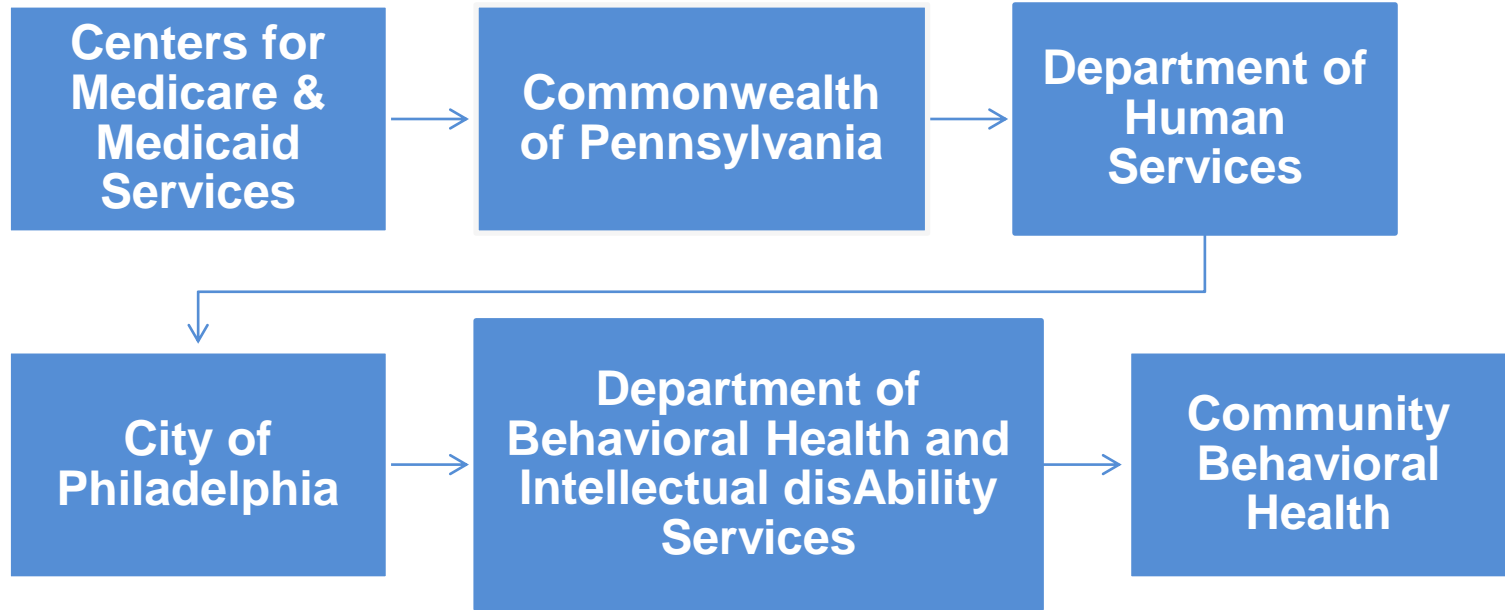 Centers for
Medicare &
Medicaid
Services
Commonwealth
of Pennsylvania
Department of
Human
Services
City of
Philadelphia
Department of
Behavioral Health and
Intellectual disAbility
Services
Community
Behavioral
Health